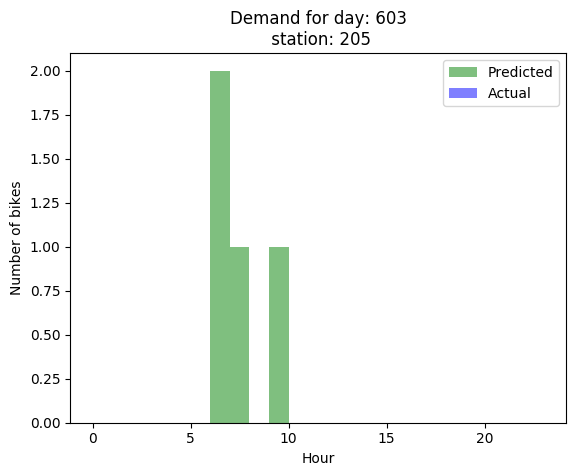 Demand for day: 603
station: 205
Predicted
Actual
2.00
1.75
1.50
1.25
1.00
0.75
0.50
0.25
0.00
Number of bikes
0 5 10 15 20
Hour